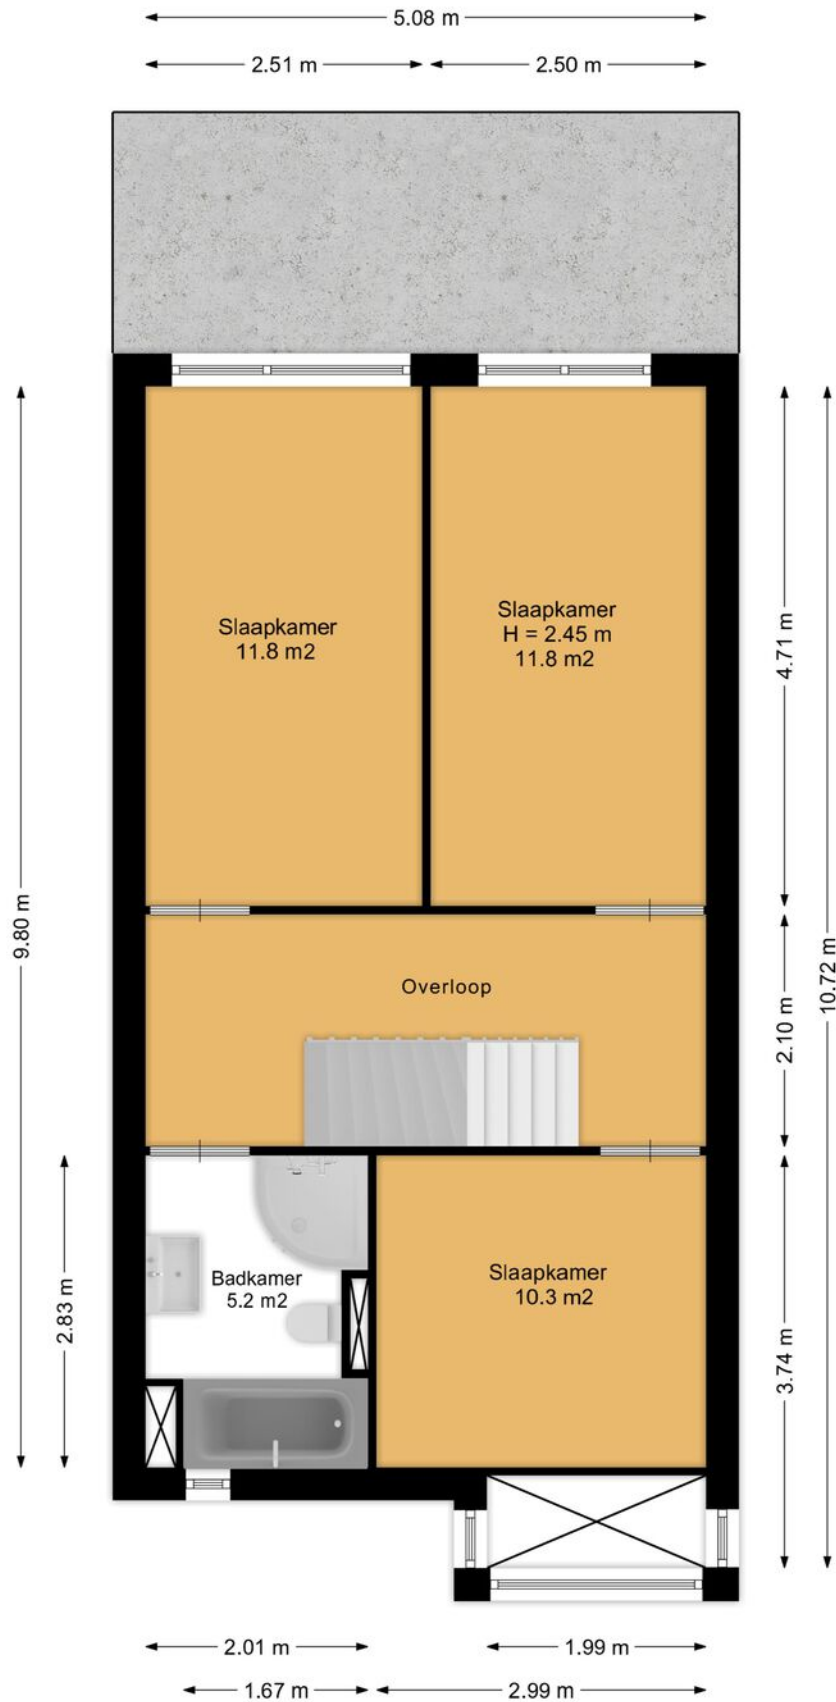 5.08 m
2.51 m
2.50 m
Slaapkamer
11.8 m2
Slaapkamer
H = 2.45 m
11.8 m2
4.71 m
9.80 m
10.72 m
Overloop
2.10 m
Badkamer
5.2 m2
Slaapkamer
10.3 m2
2.83 m
3.74 m
2.01 m
1.99 m
1.67 m
2.99 m